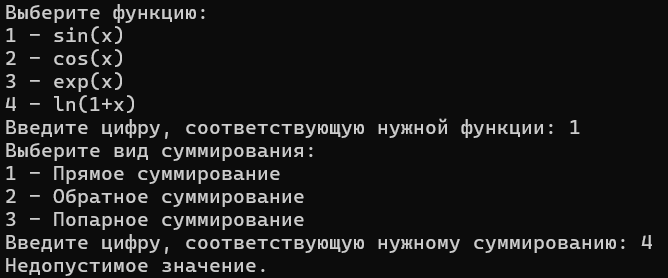 Выберите функцию:
1 - sin(x)
2 - cos(x)
3 - exp(x)
4 - ln(1+x)
Введите цифру, соответствующую нужной функции: 1
Выберите вид суммирования:
1 - Прямое суммирование
2 - Обратное суммирование
3 - Попарное суммирование
Введите цифру, соответствующую нужному суммированию: 4
Недопустимое значение.